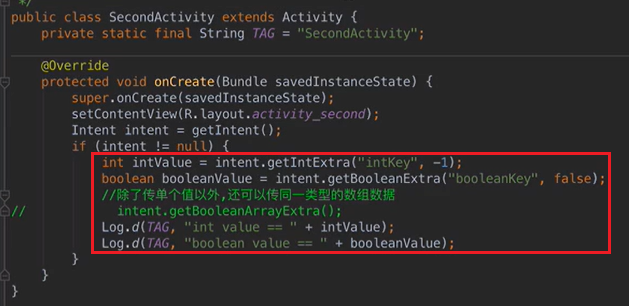 */
public class SecondActivity extends Activity {
    private static final String TAG = "SecondActivity";
    @Override
    protected void onCreate(Bundle savedInstanceState) {
        super.onCreate(savedInstanceState);
        setContentView(R.layout.activity_second);
        Intent intent = getIntent();
        if (intent != null) {
            int intValue = intent.getIntExtra("intKey", -1);
            boolean booleanValue = intent.getBooleanExtra("booleanKey", false);
            //除了传单个值以外,还可以传同一类型的数组数据
//            intent.getBooleanArrayExtra();
            Log.d(TAG, "int value == " + intValue);
            Log.d(TAG, "boolean value == " + booleanValue);
        }
    }
}